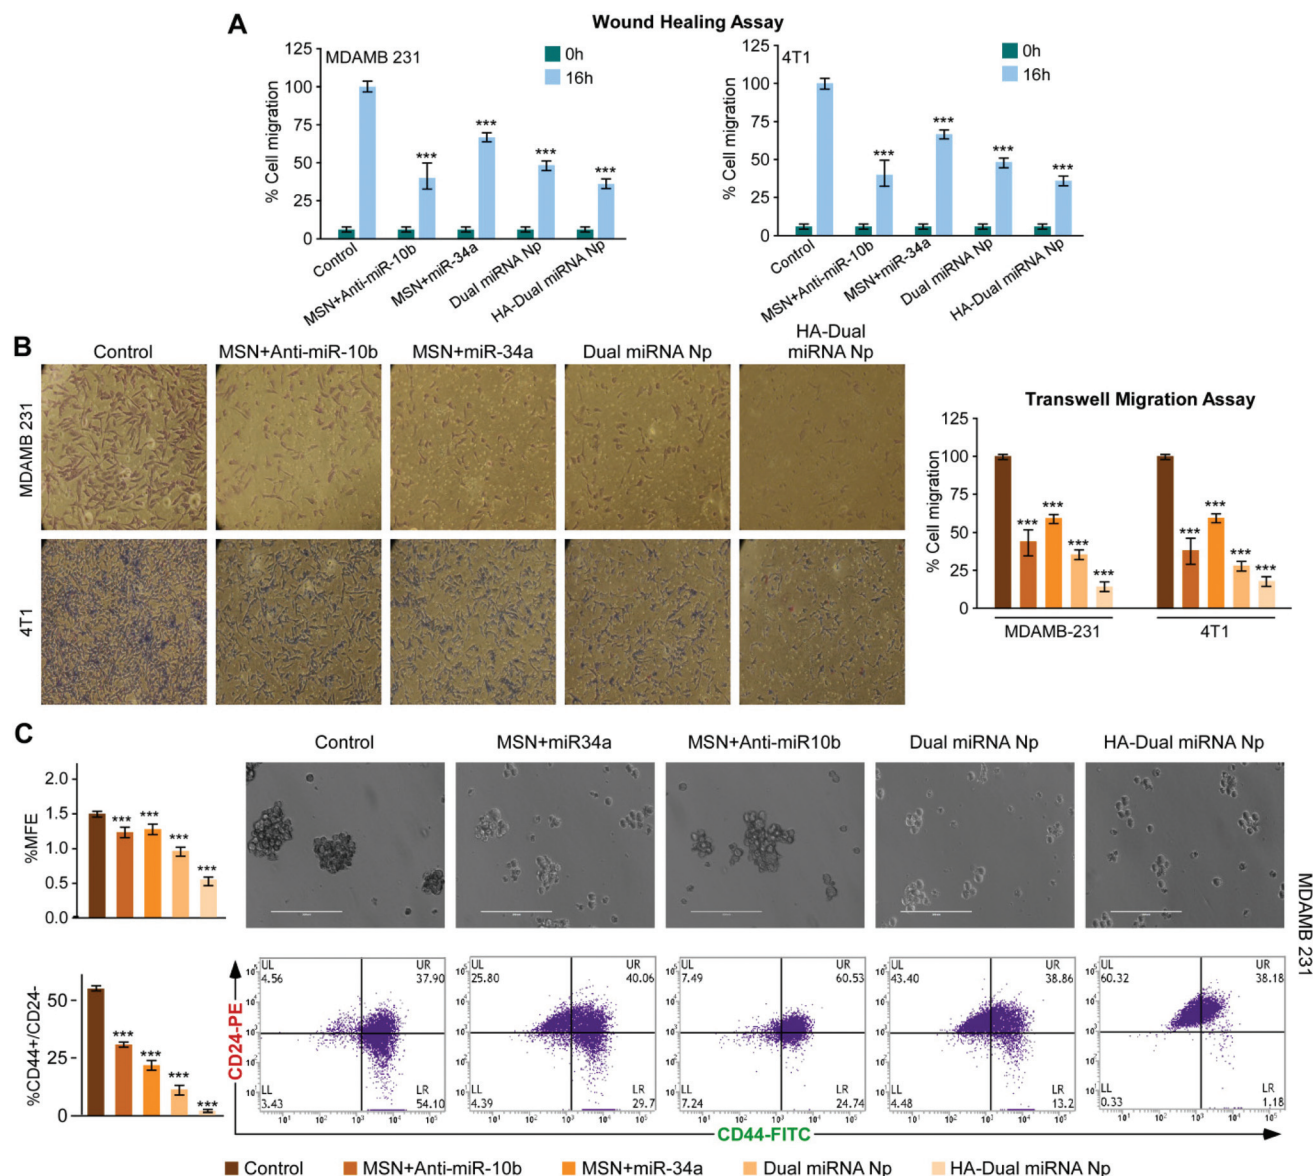 A
Wound Healing Assay
MDAMB 231
0h
16h
% Cell migration
125
100
75
50
25
0
Control
MSN+Anti-miR-10b
MSN+miR-34a
Dual miRNA Np
HA-Dual miRNA Np
***
***
***
***
4T1
0h
16h
% Cell migration
125
100
75
50
25
0
Control
MSN+Anti-miR-10b
MSN+miR-34a
Dual miRNA Np
HA-Dual miRNA Np
***
***
***
***
B
Control
MSN+Anti-miR-10b
MSN+miR-34a
Dual miRNA Np
HA-Dual
miRNA Np
MDAMB 231
4T1
Transwell Migration Assay
% Cell migration
125
100
75
50
25
0
***
***
***
***
***
***
***
***
MDAMB-231
4T1
C
Control
MSN+miR34a
MSN+Anti-miR10b
Dual miRNA Np
HA-Dual miRNA Np
MDAMB 231
%MFE
2.0
1.5
1.0
0.5
0.0
***
***
***
***
%CD44+/CD24-
50
25
0
***
***
***
***
CD24-PE
UL
4.56
UR
37.90
LL
3.43
LR
54.10
UL
25.80
UR
40.06
LL
4.39
LR
29.7
UL
7.49
UR
60.53
LL
7.24
LR
24.74
UL
43.40
UR
38.86
LL
4.48
LR
13.2
UL
60.32
UR
38.18
LL
0.33
LR
1.18
CD44-FITC
Control
MSN+Anti-miR-10b
MSN+miR-34a
Dual miRNA Np
HA-Dual miRNA Np